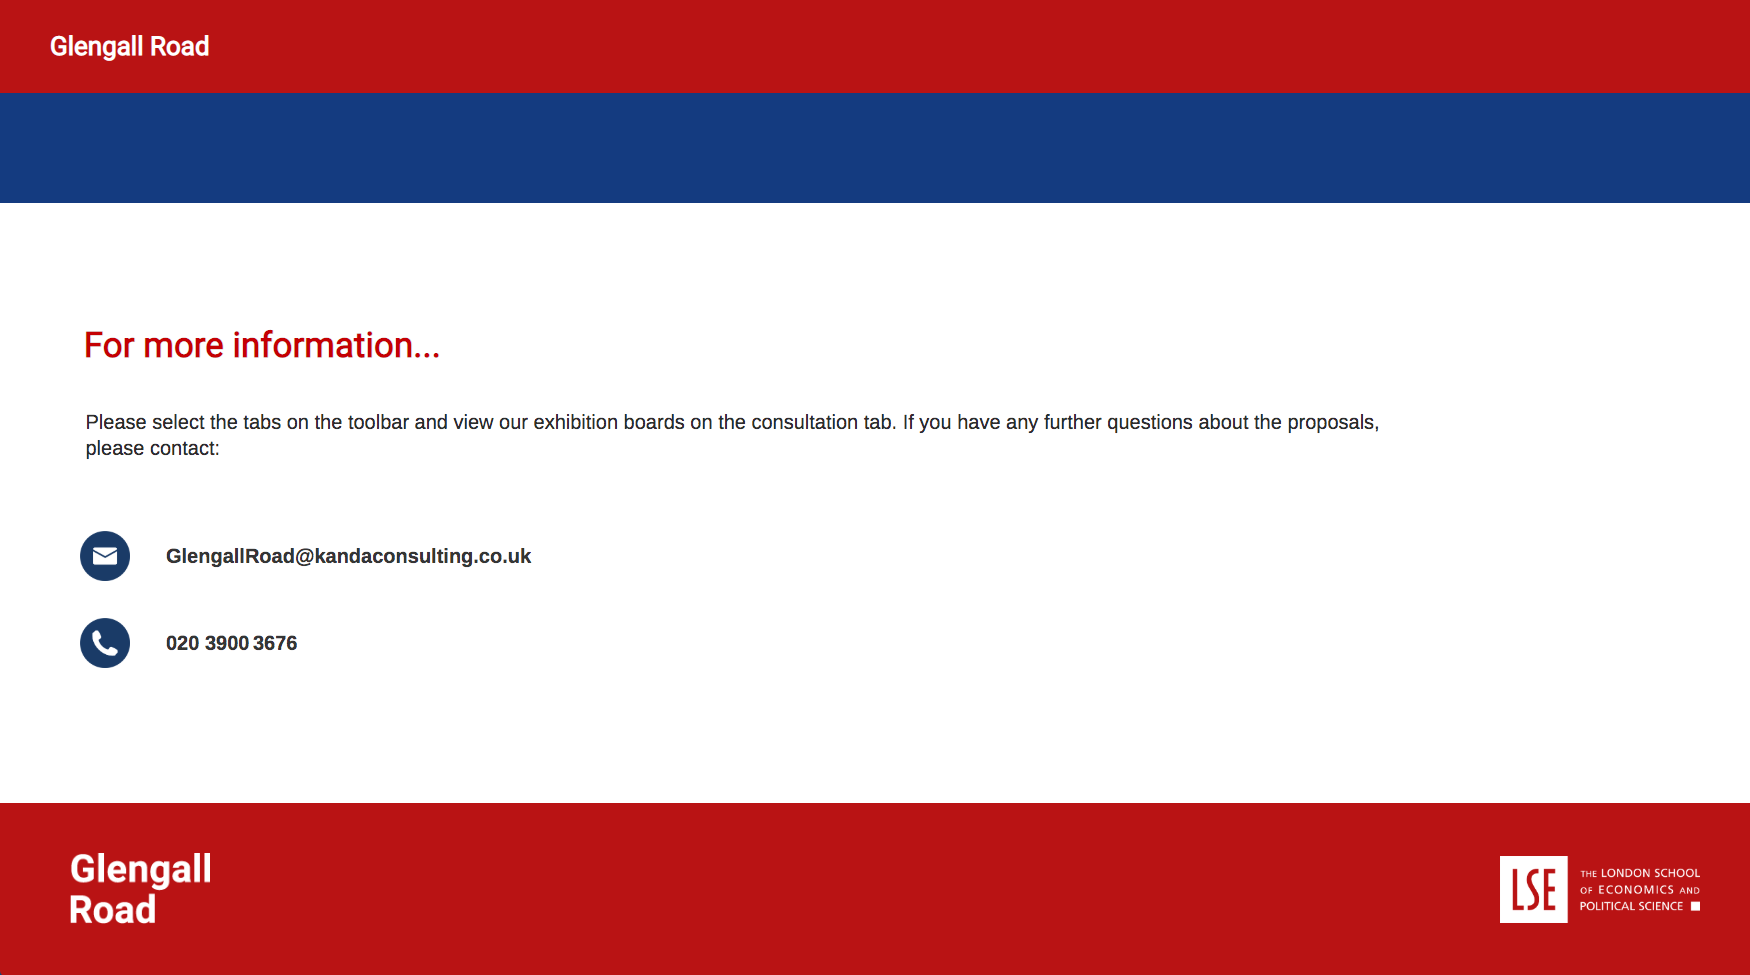 Glengall Road
For more information...
Please select the tabs on the toolbar and view our exhibition boards on the consultation tab. If you have any further questions about the proposals,
please contact:
GlengallRoad@kandaconsulting.co.uk
020 3900 3676
Glengall
Road
LSE
THE LONDON SCHOOL
OF ECONOMICS AND
POLITICAL SCIENCE